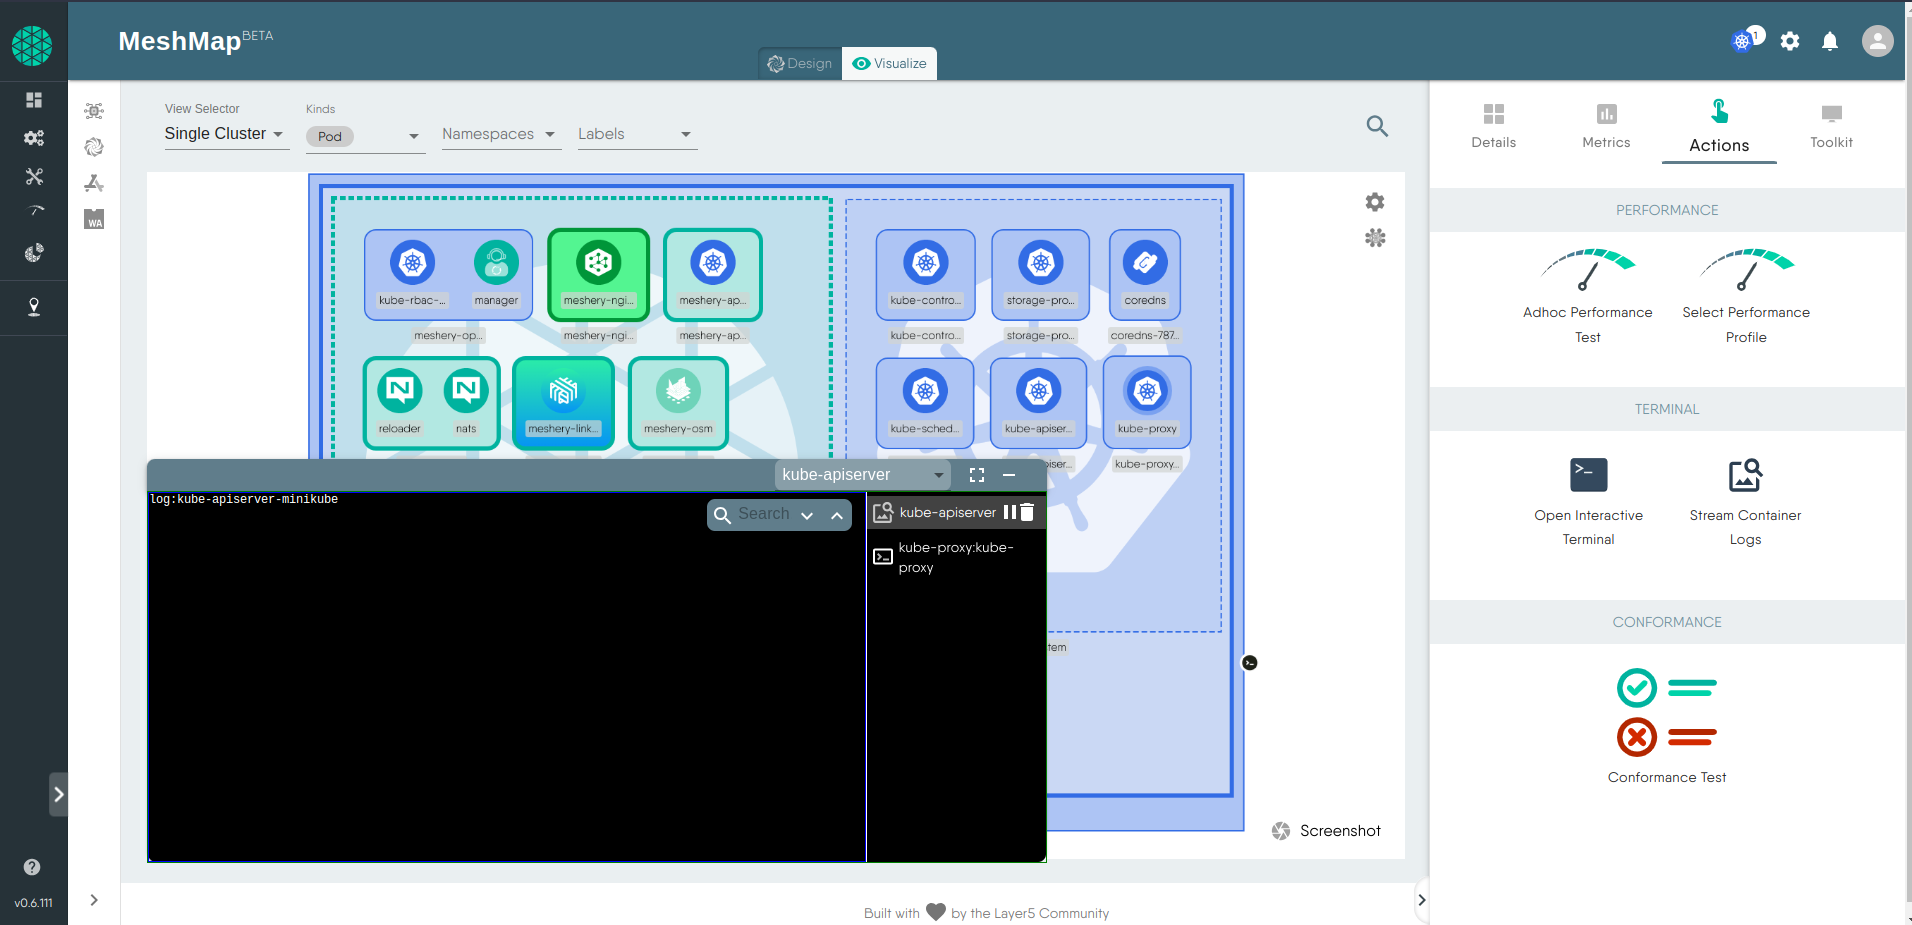 MeshMap BETA
Design
Visualize
1
View Selector
Single Cluster
Kinds
Pod
Namespaces
Labels
WA
kube-rbac-...
manager
meshery-ngi...
meshery-ap...
meshery-op...
meshery-ngi...
meshery-ap...
reloader
nats
meshery-link...
meshery-osm
kube-contro...
storage-pro...
coredns
kube-contro...
storage-pro...
coredns-787...
kube-sched...
kube-apiser...
kube-proxy
iser...
kube-proxy...
kube-apiserver
log:kube-apiserver-minikube
Search
kube-apiserver
kube-proxy:kube-
proxy
tem
Screenshot
Built with
by the Layer5 Community
v0.6.111
Details
Metrics
Actions
Toolkit
PERFORMANCE
Adhoc Performance
Test
Select Performance
Profile
TERMINAL
Open Interactive
Terminal
Stream Container
Logs
CONFORMANCE
Conformance Test